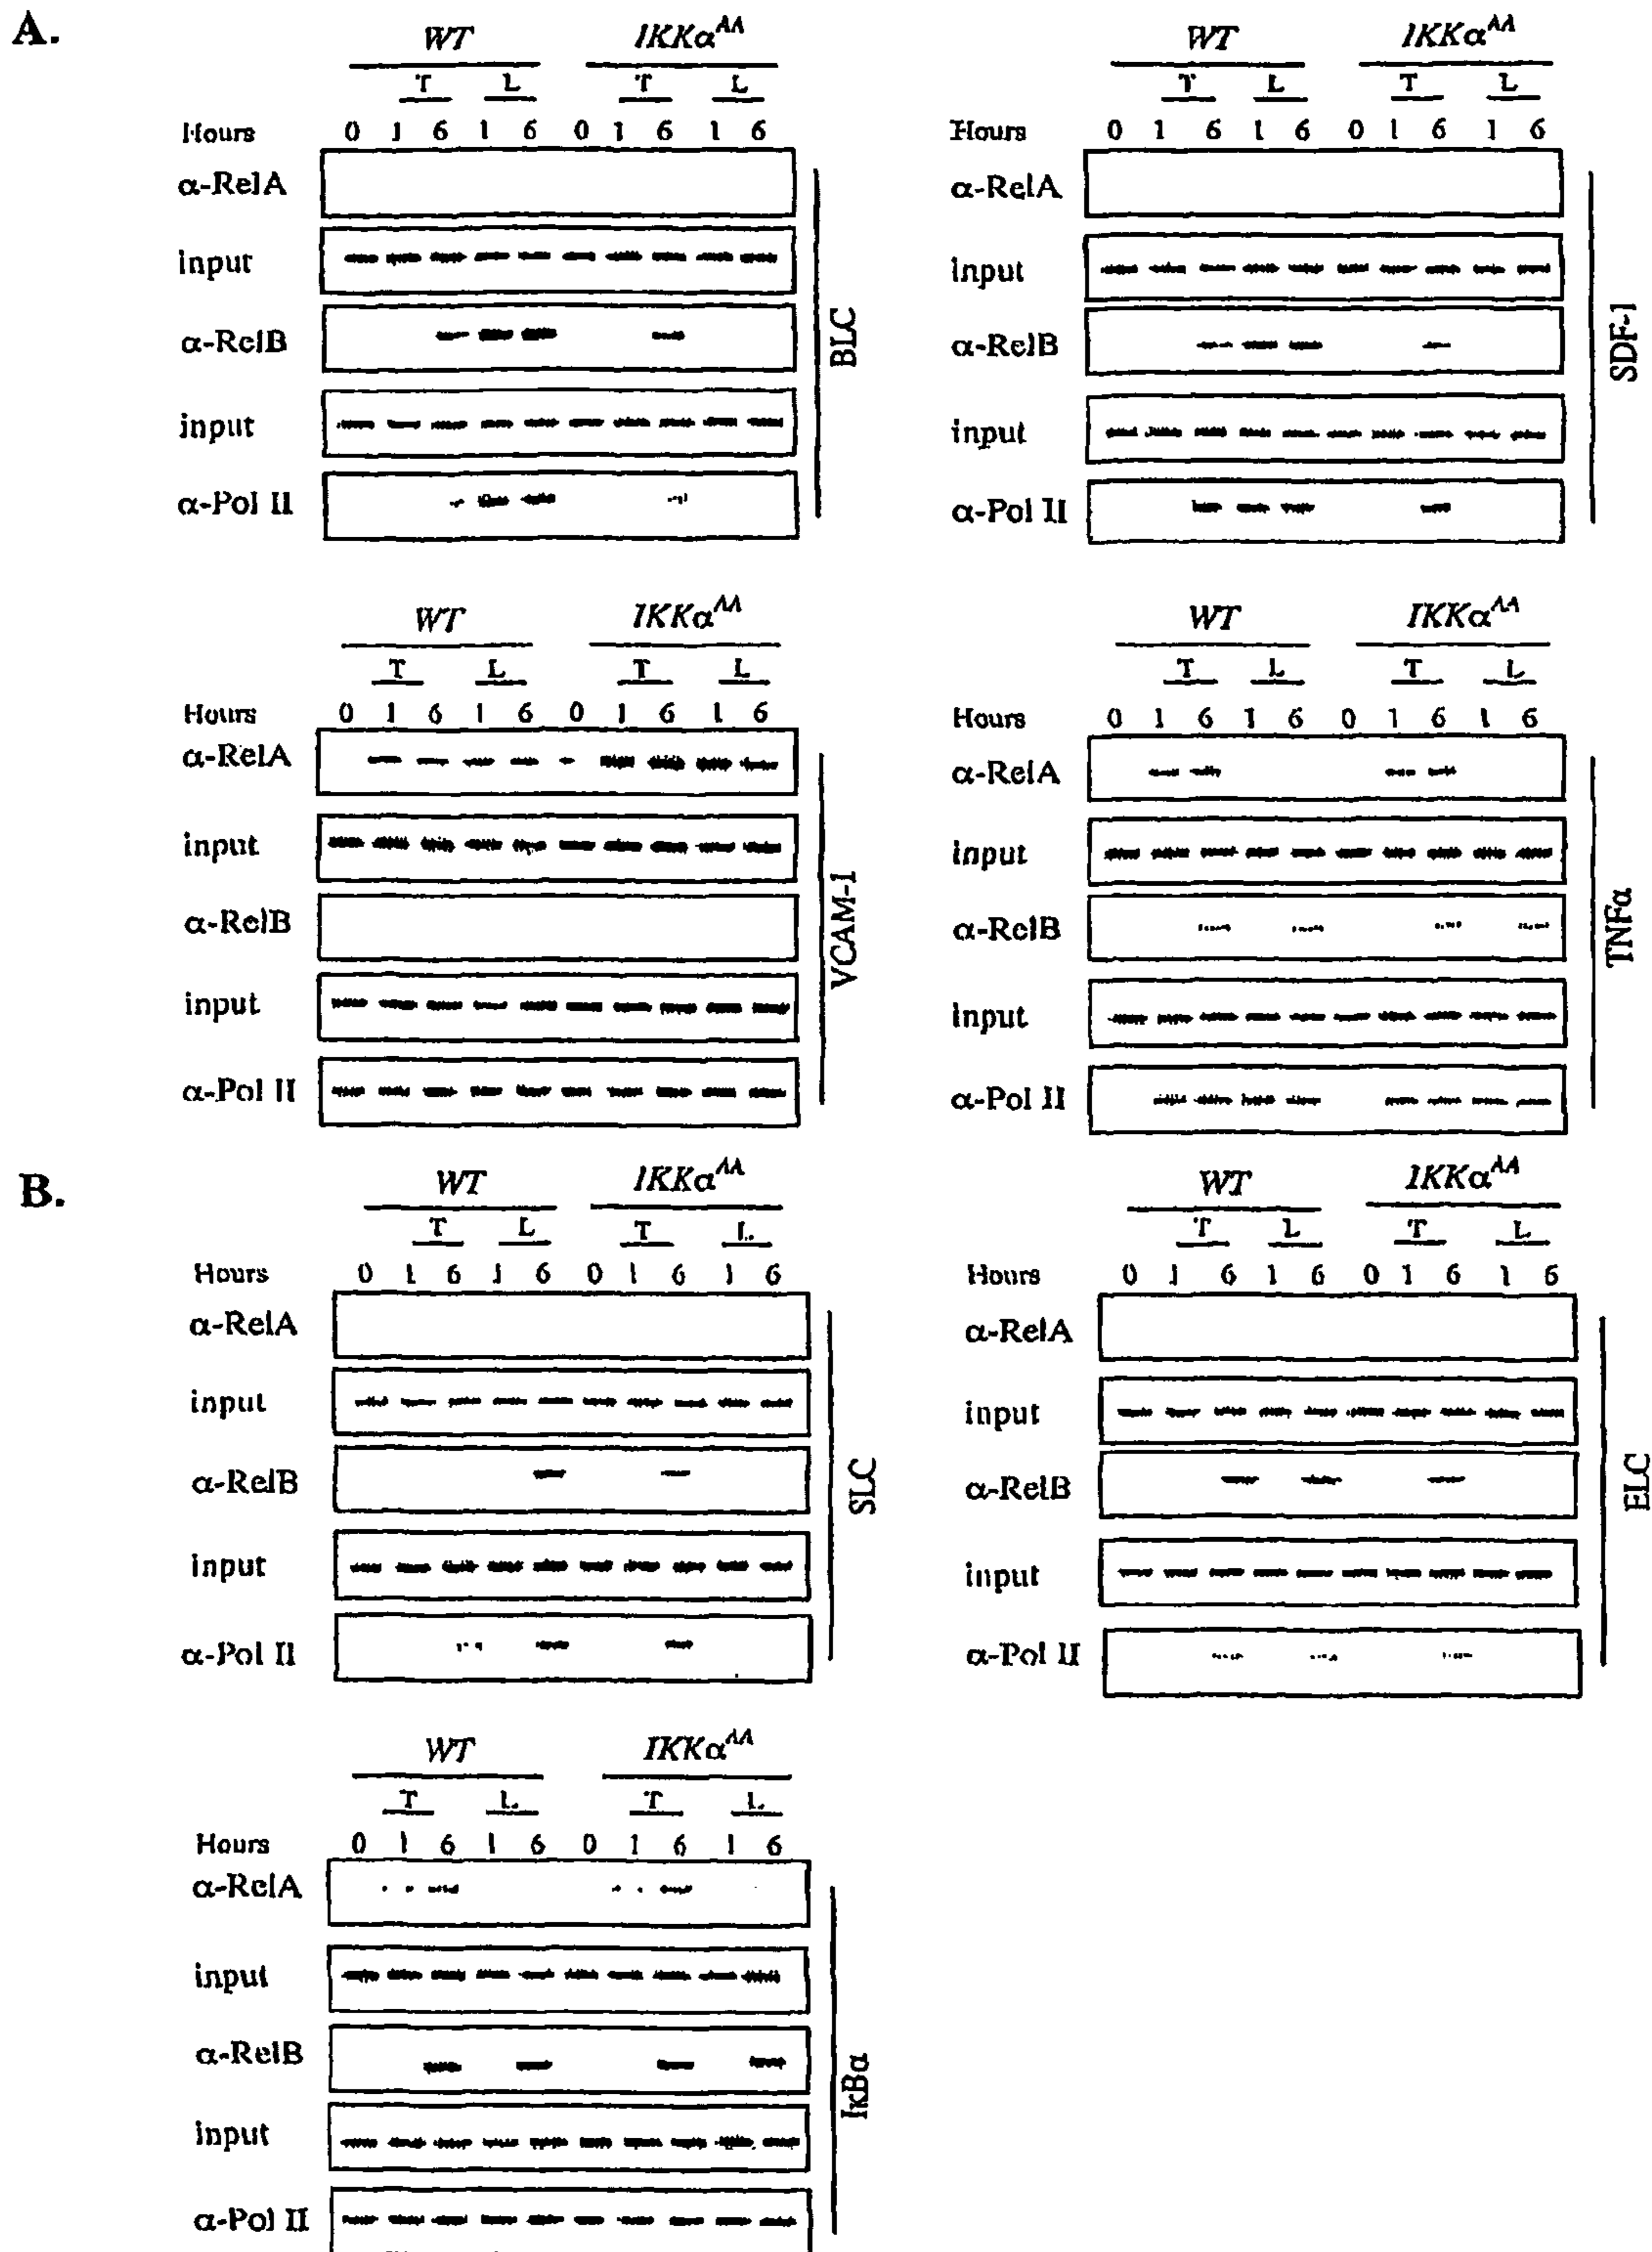 A.
WT IKKα^AA
T L T L
Hours 0 1 6 1 6 0 1 6 1 6
α-RelA
input
α-RelB
input
α-Pol II
BLC
WT IKKα^AA
T L T L
Hours 0 1 6 1 6 0 1 6 1 6
α-RelA
input
α-RelB
input
α-Pol II
SDF-1
WT IKKα^AA
T L T L
Hours 0 1 6 1 6 0 1 6 1 6
α-RelA
input
α-RelB
input
α-Pol II
VCAM-1
WT IKKα^AA
T L T L
Hours 0 1 6 1 6 0 1 6 1 6
α-RelA
input
α-RelB
input
α-Pol II
TNFα
B.
WT IKKα^AA
T L T L
Hours 0 1 6 1 6 0 1 6 1 6
α-RelA
input
α-RelB
input
α-Pol II
SLC
WT IKKα^AA
T L T L
Hours 0 1 6 1 6 0 1 6 1 6
α-RelA
input
α-RelB
input
α-Pol II
ELC
WT IKKα^AA
T L T L
Hours 0 1 6 1 6 0 1 6 1 6
α-RelA
input
α-RelB
input
α-Pol II
IκBα